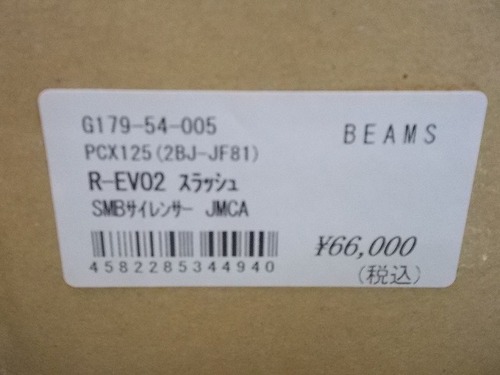 G179-54-005
BEAMS
PCX125(2BJ-JF81)
R-EVO2 スラッシュ
SMBサイレンサー JMCA
4582285344940
¥66,000
(税込)